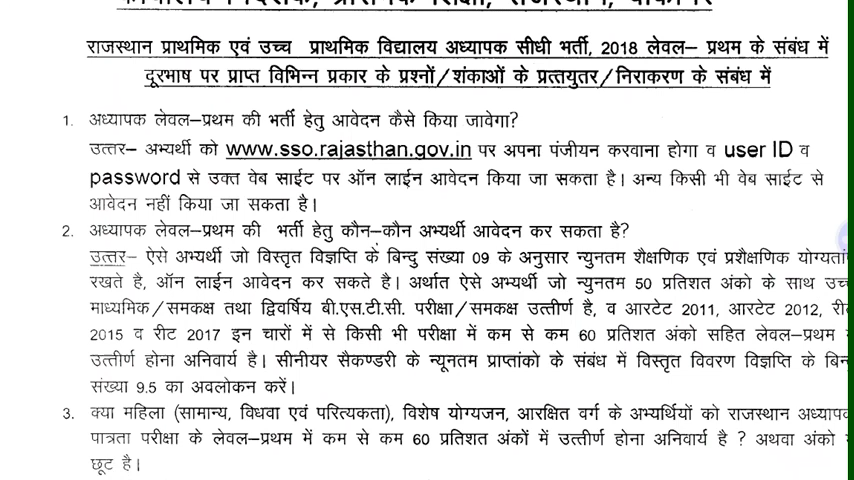 राजस्थान प्राथमिक एवं उच्च प्राथमिक विद्यालय अध्यापक सीधी भर्ती, 2018 लेवल– प्रथम के संबंध में
दूरभाष पर प्राप्त विभिन्न प्रकार के प्रश्नों/शंकाओं के प्रत्त्युतर/निराकरण के संबंध में
1. अध्यापक लेवल–प्रथम की भर्ती हेतु आवेदन कैसे किया जावेगा?
उत्तर– अभ्यर्थी को www.sso.rajasthan.gov.in पर अपना पंजीयन करवाना होगा व user ID व
password से उक्त वेब साईट पर ऑन लाईन आवेदन किया जा सकता है। अन्य किसी भी वेब साईट से
आवेदन नहीं किया जा सकता है।
2. अध्यापक लेवल–प्रथम की भर्ती हेतु कौन–कौन अभ्यर्थी आवेदन कर सकता है?
उत्तर– ऐसे अभ्यर्थी जो विस्तृत विज्ञप्ति के बिन्दु संख्या 09 के अनुसार न्युनतम शैक्षणिक एवं प्रशैक्षणिक
रखते है, ऑन लाईन आवेदन कर सकते है। अर्थात ऐसे अभ्यर्थी जो न्युनतम 50 प्रतिशत अंको के साथ
माध्यमिक/समकक्ष तथा द्विवर्षिय बी.एस.टी.सी. परीक्षा/समकक्ष उत्तीर्ण है, व आरटेट 2011, आरटेट 2012,
2015 व रीट 2017 इन चारों में से किसी भी परीक्षा में कम से कम 60 प्रतिशत अंको सहित लेवल–प्रथम
उत्तीर्ण होना अनिवार्य है। सीनीयर सैकण्डरी के न्यूनतम प्राप्तांको के संबंध में विस्तृत विवरण विज्ञप्ति के
संख्या 9.5 का अवलोकन करें।
3. क्या महिला (सामान्य, विधवा एवं परित्यकता), विशेष योग्यजन, आरक्षित वर्ग के अभ्यर्थियों को राजस्थान
पात्रता परीक्षा के लेवल–प्रथम में कम से कम 60 प्रतिशत अंकों में उत्तीर्ण होना अनिवार्य है ? अथवा अंको
छूट है।